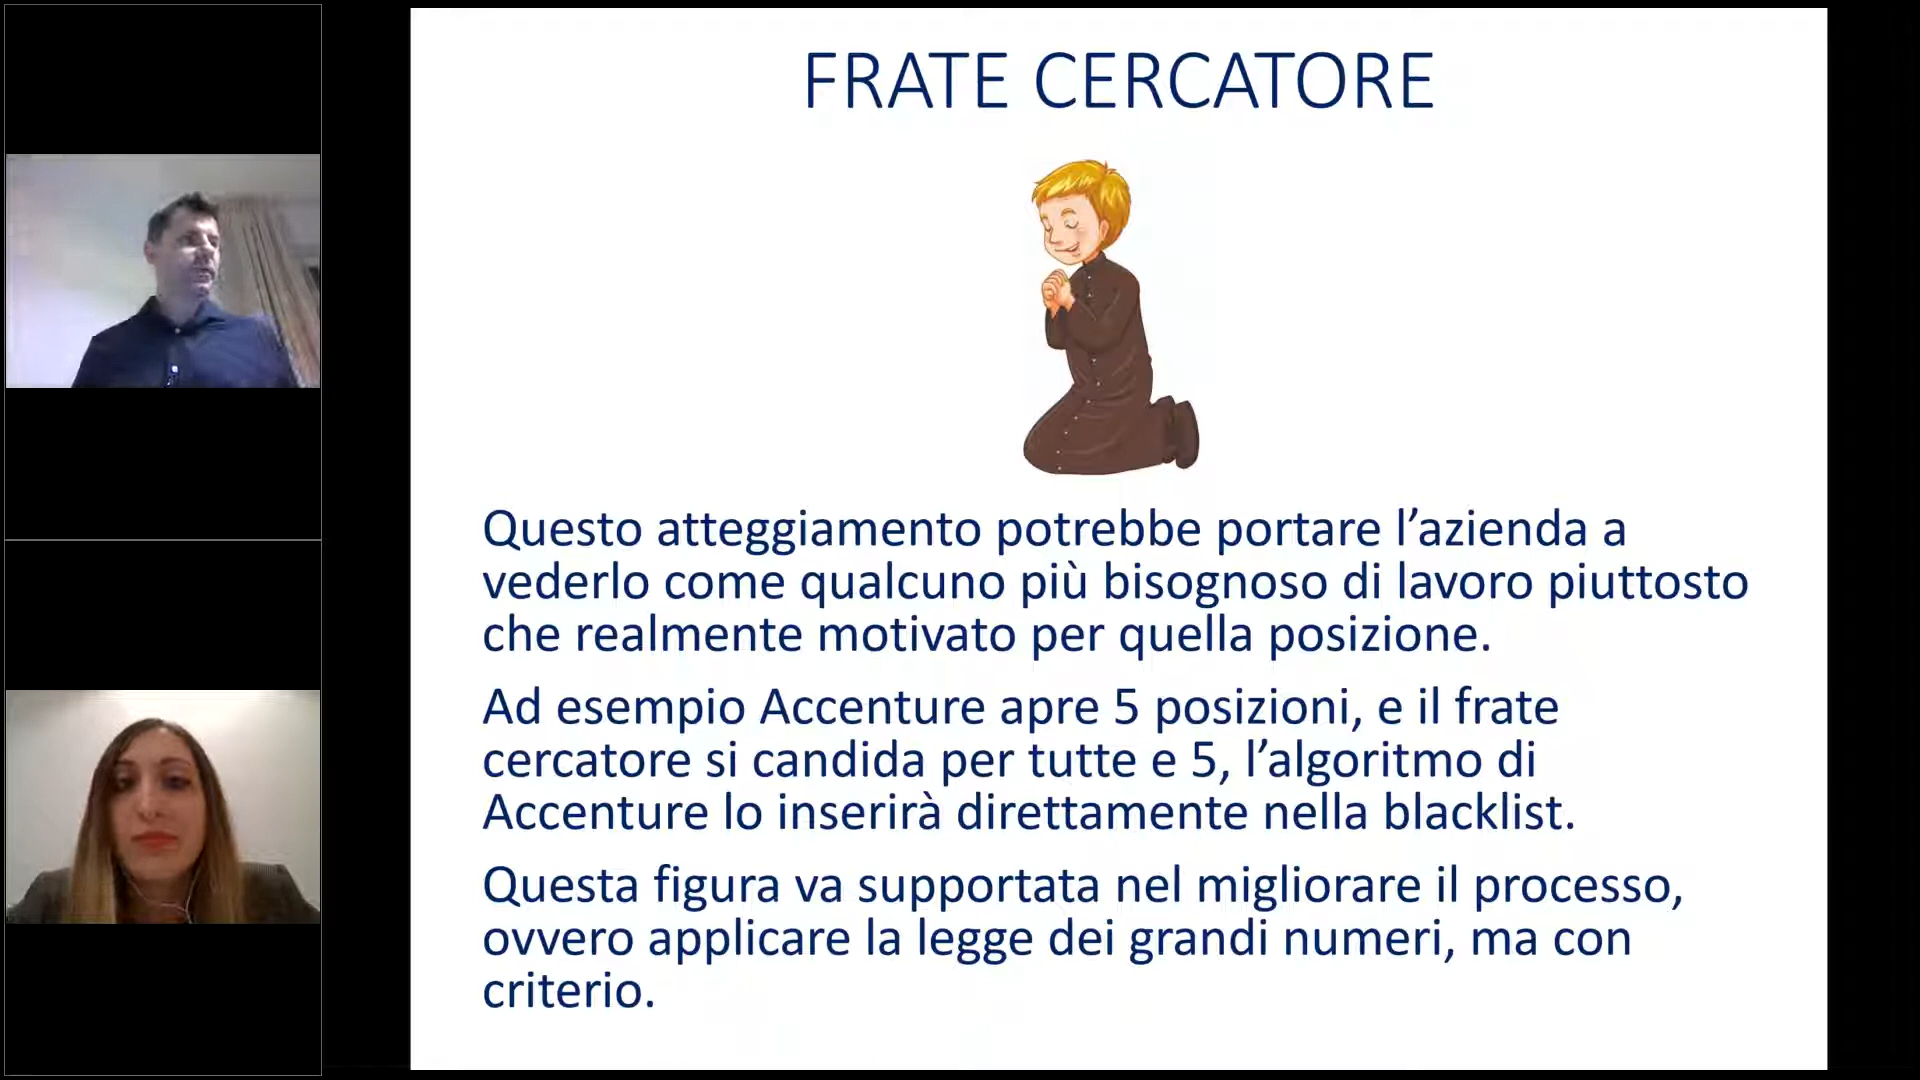 FRATE CERCATORE
Questo atteggiamento potrebbe portare l’azienda a
vederlo come qualcuno più bisognoso di lavoro piuttosto
che realmente motivato per quella posizione.
Ad esempio Accenture apre 5 posizioni, e il frate
cercatore si candida per tutte e 5, l’algoritmo di
Accenture lo inserirà direttamente nella blacklist.
Questa figura va supportata nel migliorare il processo,
ovvero applicare la legge dei grandi numeri, ma con
criterio.